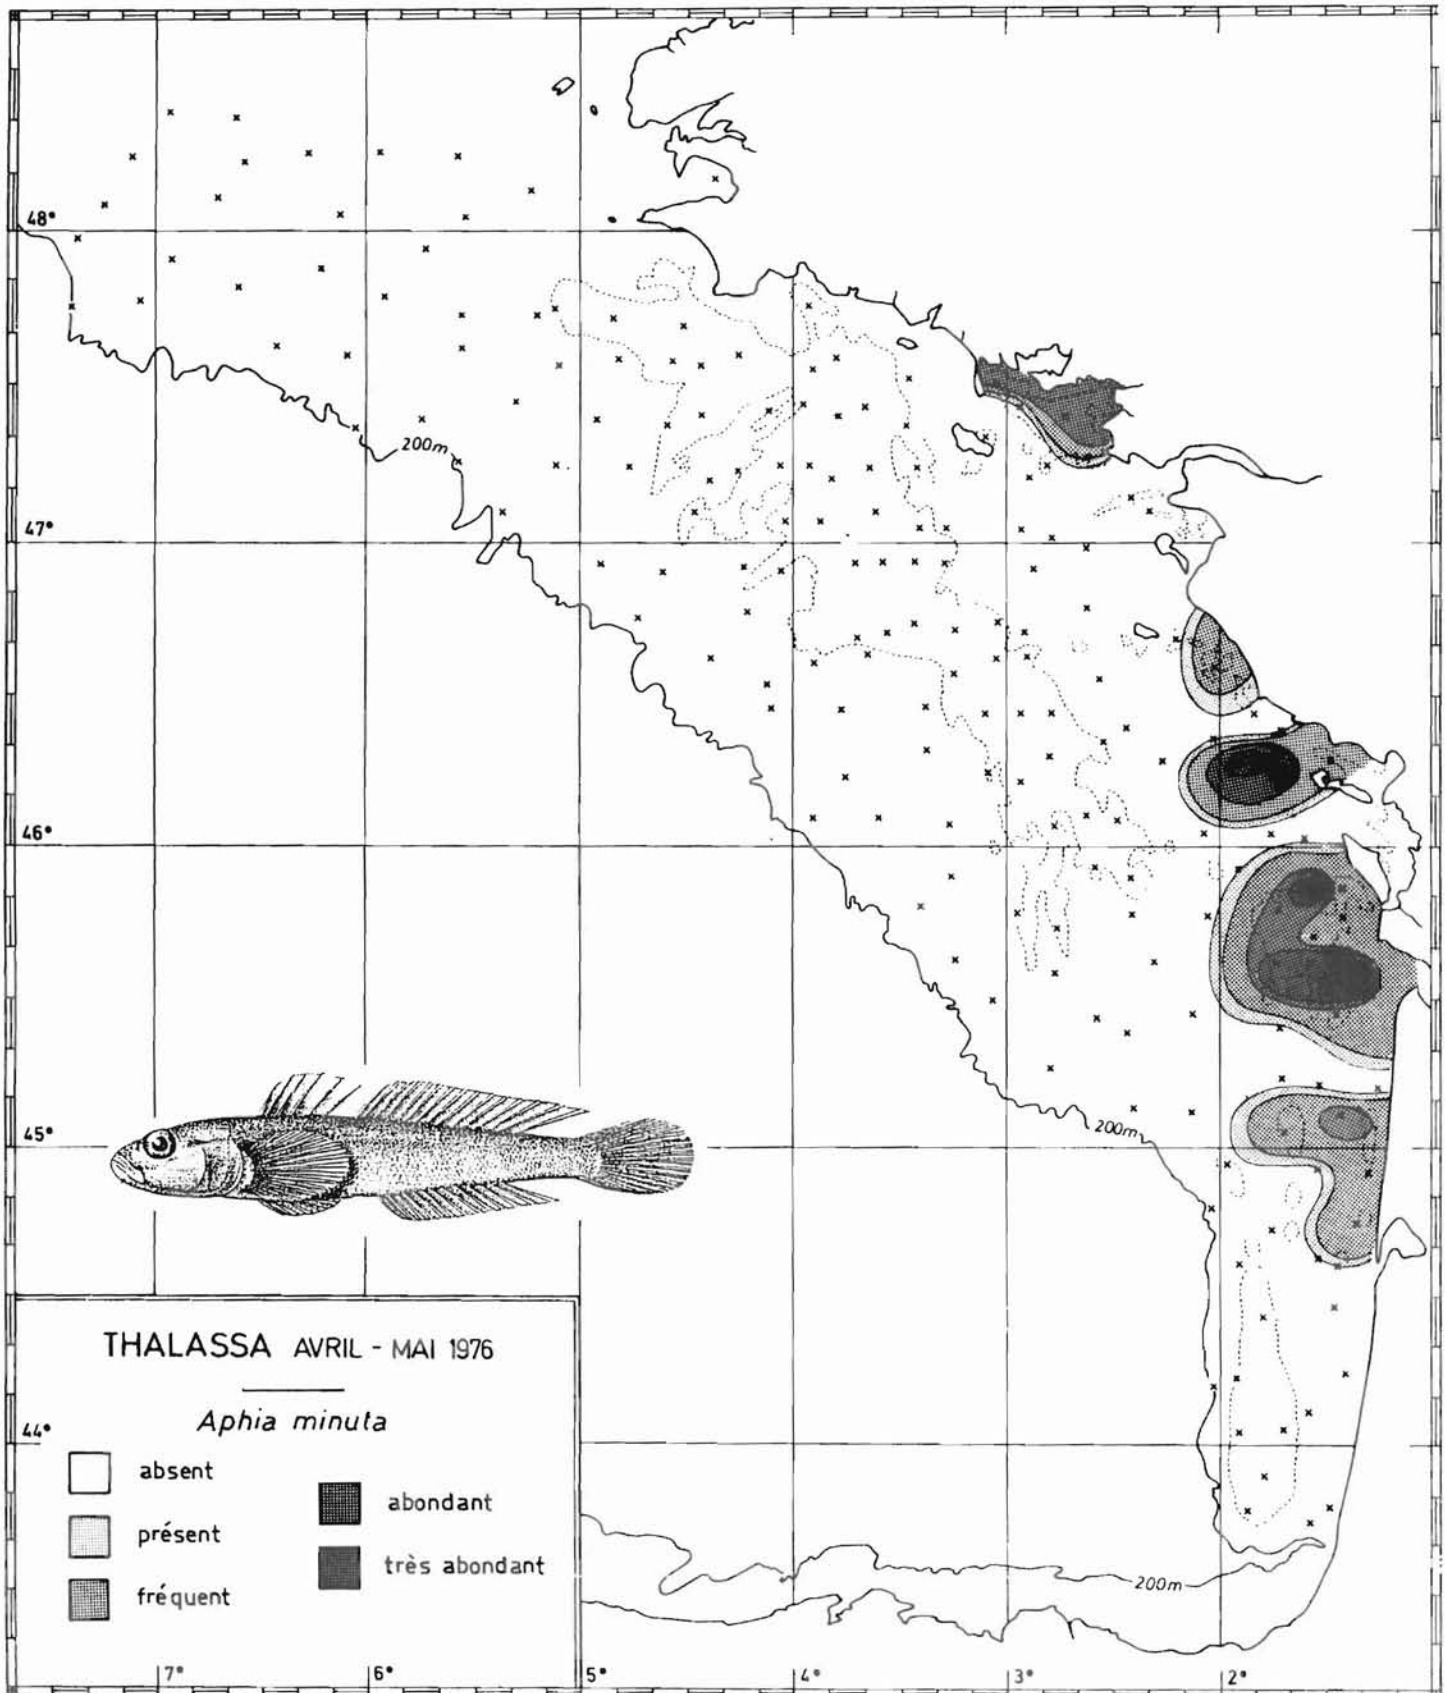 48°
200m
47°
46°
200m
45°
THALASSA AVRIL - MAI 1976
Aphia minuta
44°
absent
abondant
présent
très abondant
fréquent
200m
7°
6°
5°
4°
3°
2°